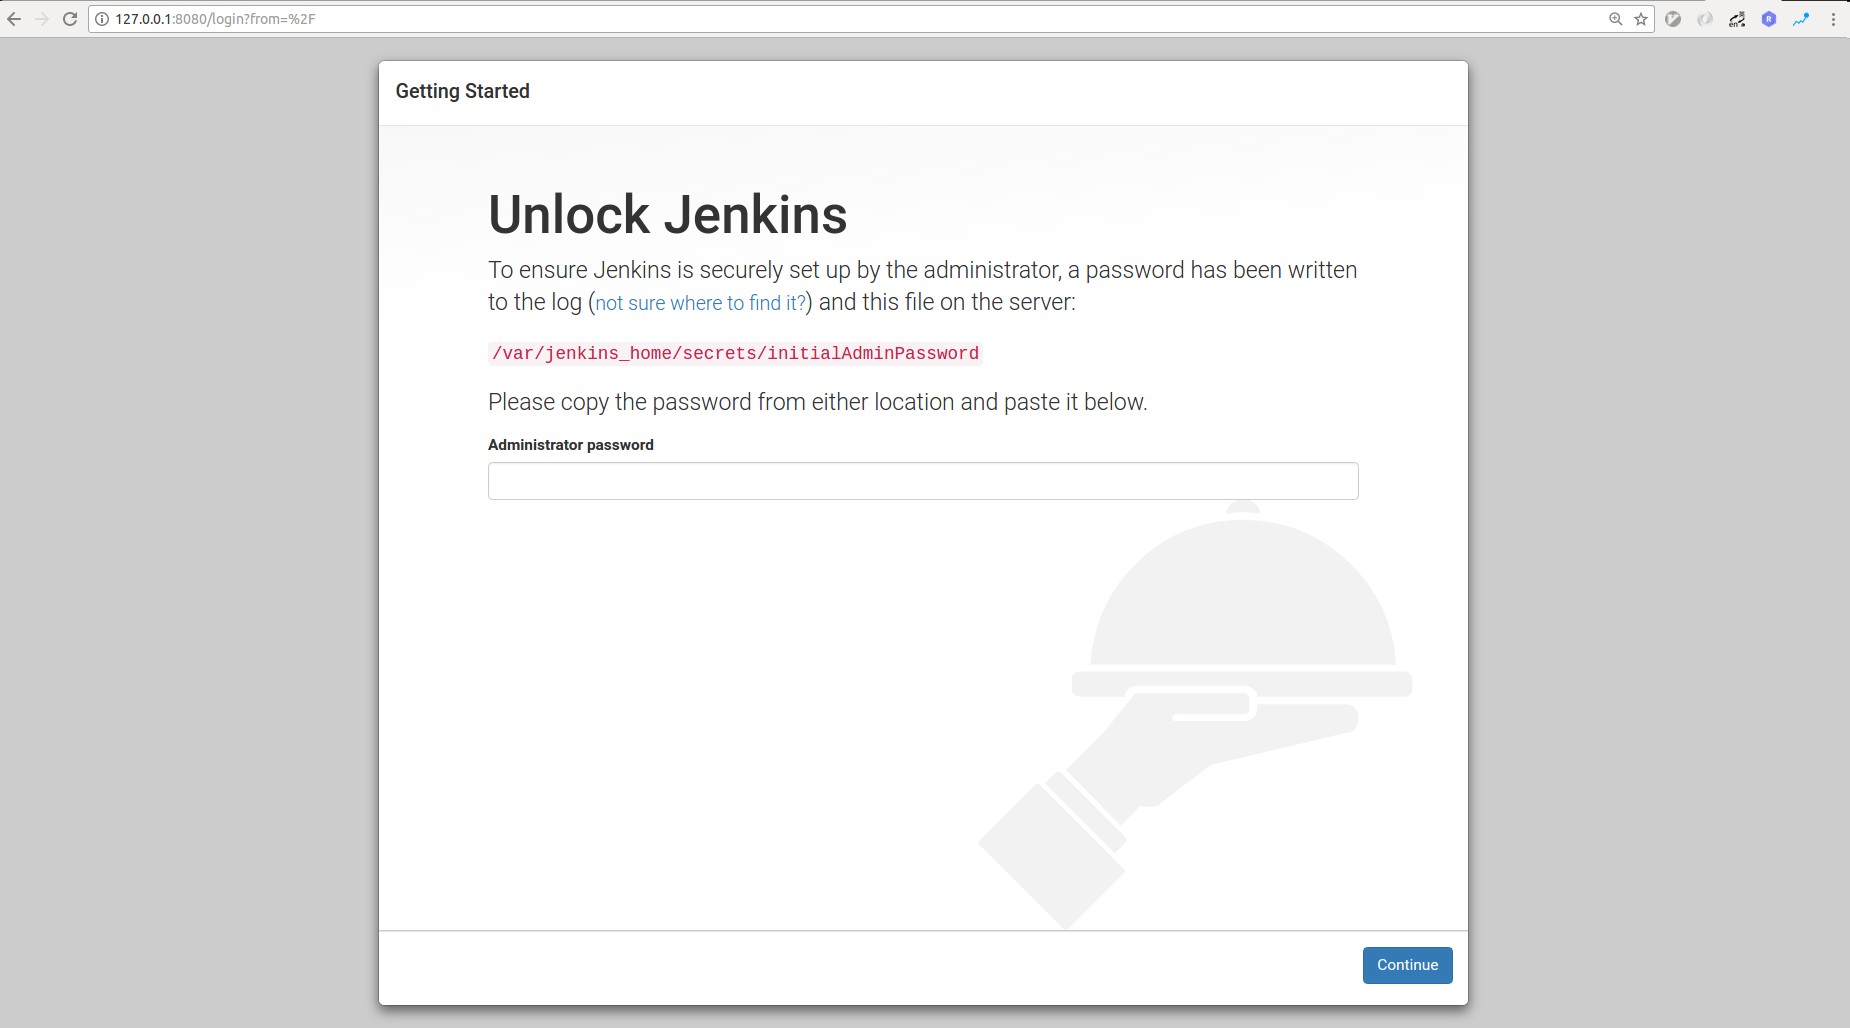 127.0.0.1:8080/login?from=%2F
Getting Started
Unlock Jenkins
To ensure Jenkins is securely set up by the administrator, a password has been written
to the log (not sure where to find it?) and this file on the server:
/var/jenkins_home/secrets/initialAdminPassword
Please copy the password from either location and paste it below.
Administrator password
Continue